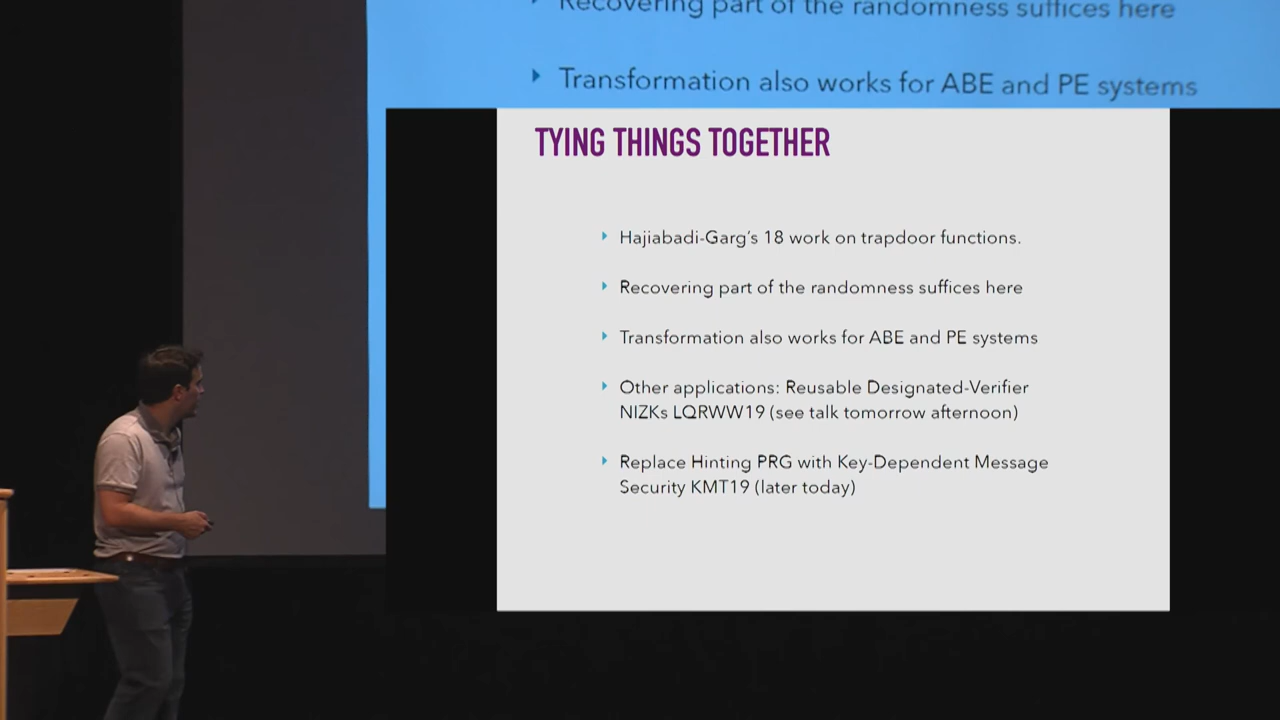 Recovering part of the randomness suffices here
Transformation also works for ABE and PE systems
TYING THINGS TOGETHER
Hajiabadi-Garg's 18 work on trapdoor functions.
Recovering part of the randomness suffices here
Transformation also works for ABE and PE systems
Other applications: Reusable Designated-Verifier
NIZKs LQRWW19 (see talk tomorrow afternoon)
Replace Hinting PRG with Key-Dependent Message
Security KMT19 (later today)